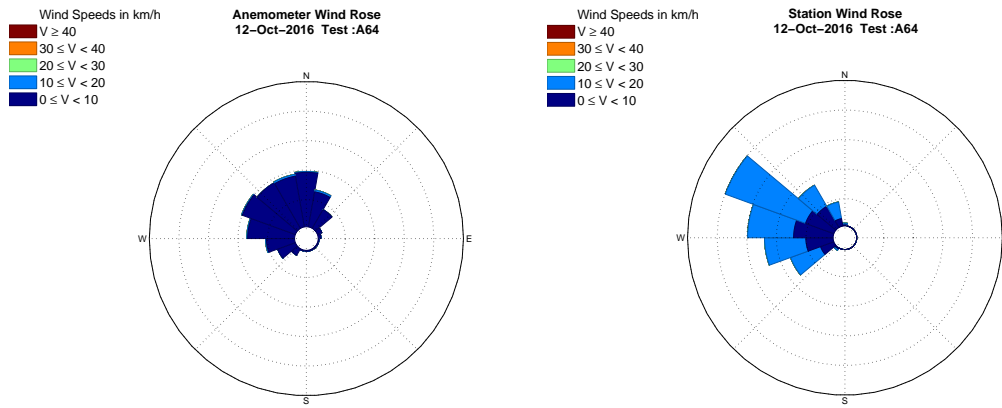 Wind Speeds in km/h
V ≥ 40
30 ≤ V < 40
20 ≤ V < 30
10 ≤ V < 20
0 ≤ V < 10
Anemometer Wind Rose
12−Oct−2016 Test :A64
N
W
E
S
Wind Speeds in km/h
V ≥ 40
30 ≤ V < 40
20 ≤ V < 30
10 ≤ V < 20
0 ≤ V < 10
Station Wind Rose
12−Oct−2016 Test :A64
N
W
E
S